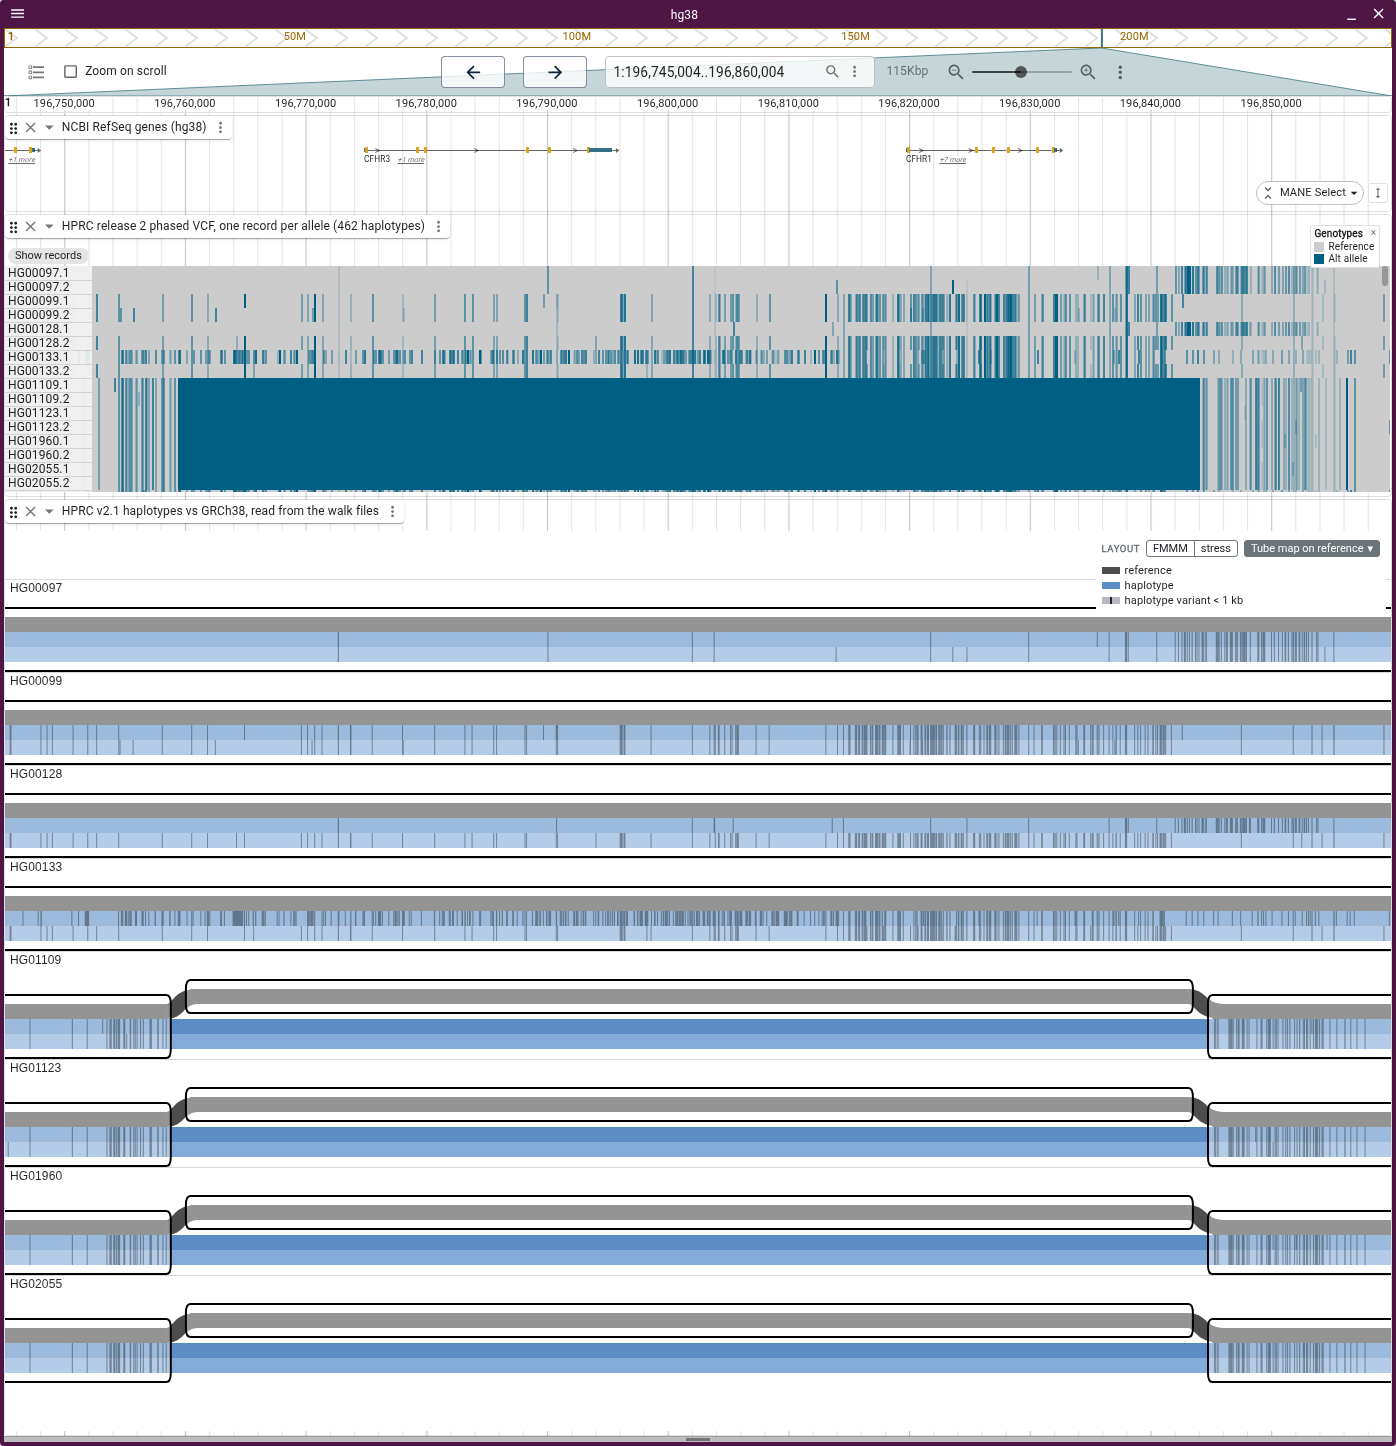 hg38
1 50M 100M 150M 200M
Zoom on scroll
1:196,745,004..196,860,004
115Kbp
1 196,750,000 196,760,000 196,770,000 196,780,000 196,790,000 196,800,000 196,810,000 196,820,000 196,830,000 196,840,000 196,850,000
NCBI RefSeq genes (hg38)
+1 more CFHR3 +1 more CFHR1 +7 more
MANE Select
HPRC release 2 phased VCF, one record per allele (462 haplotypes)
Show records
Genotypes ×
Reference
Alt allele
HG00097.1
HG00097.2
HG00099.1
HG00099.2
HG00128.1
HG00128.2
HG00133.1
HG00133.2
HG01109.1
HG01109.2
HG01123.1
HG01123.2
HG01960.1
HG01960.2
HG02055.1
HG02055.2
HPRC v2.1 haplotypes vs GRCh38, read from the walk files
LAYOUT FMMM stress Tube map on reference ▾
reference
haplotype
haplotype variant < 1 kb
HG00097
HG00099
HG00128
HG00133
HG01109
HG01123
HG01960
HG02055